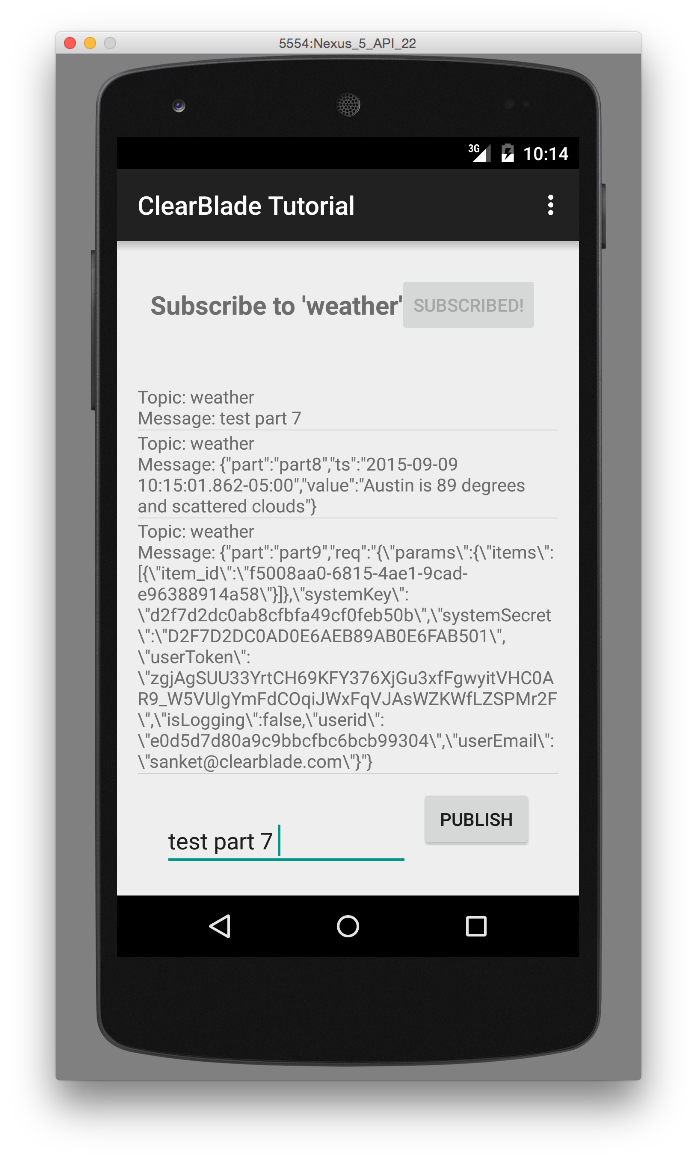 5554:Nexus_5_API_22
3G 10:14
ClearBlade Tutorial
Subscribe to 'weather' SUBSCRIBED!
Topic: weather
Message: test part 7
Topic: weather
Message: {"part":"part8","ts":"2015-09-09
10:15:01.862-05:00","value":"Austin is 89 degrees
and scattered clouds"}
Topic: weather
Message: {"part":"part9","req":"{\"params\":{\"items\":
[{\"item_id\":\"f5008aa0-6815-4ae1-9cad-
e96388914a58\"}]},\"systemKey\":
\"d2f7d2dc0ab8cfbfa49cf0feb50b\",\"systemSecret
\":\"D2F7D2DC0AD0E6AEB89AB0E6FAB501\",
\"userToken\":
\"zgjAgSUU33YrtCH69KFY376XjGu3xfFgwyitVHC0A
R9_W5VUlgYmFdCOqiJWxFqVJAsWZKWfLZSPMr2F
\",\"isLogging\":false,\"userid\":
\"e0d5d7d80a9c9bbcfbc6bcb99304\",\"userEmail\":
\"sanket@clearblade.com\"}"}
PUBLISH
test part 7